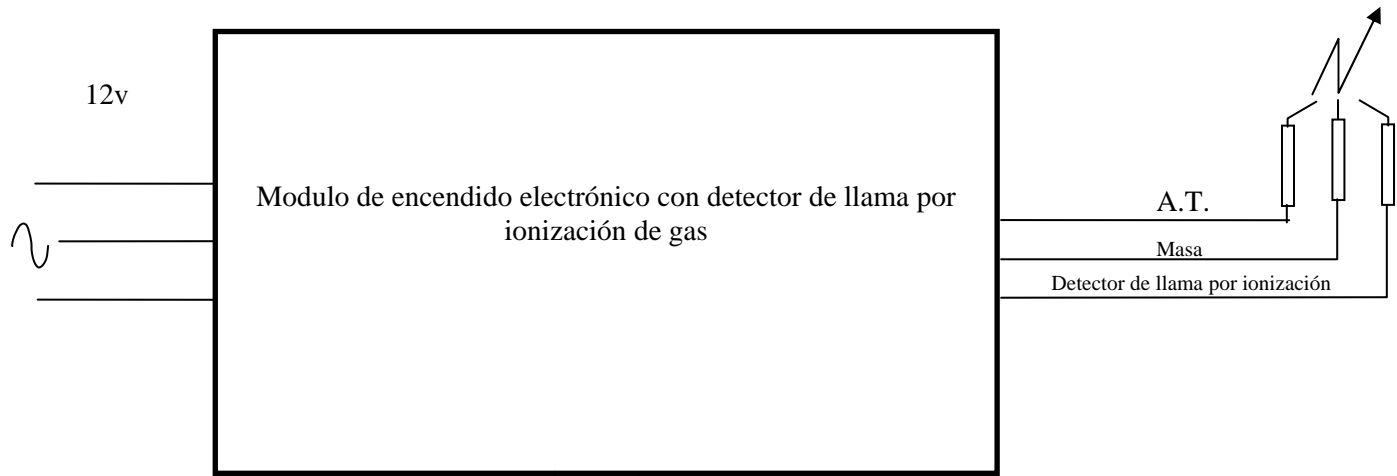 12v
Modulo de encendido electrónico con detector de llama por
ionización de gas
A.T.
Masa
Detector de llama por ionización